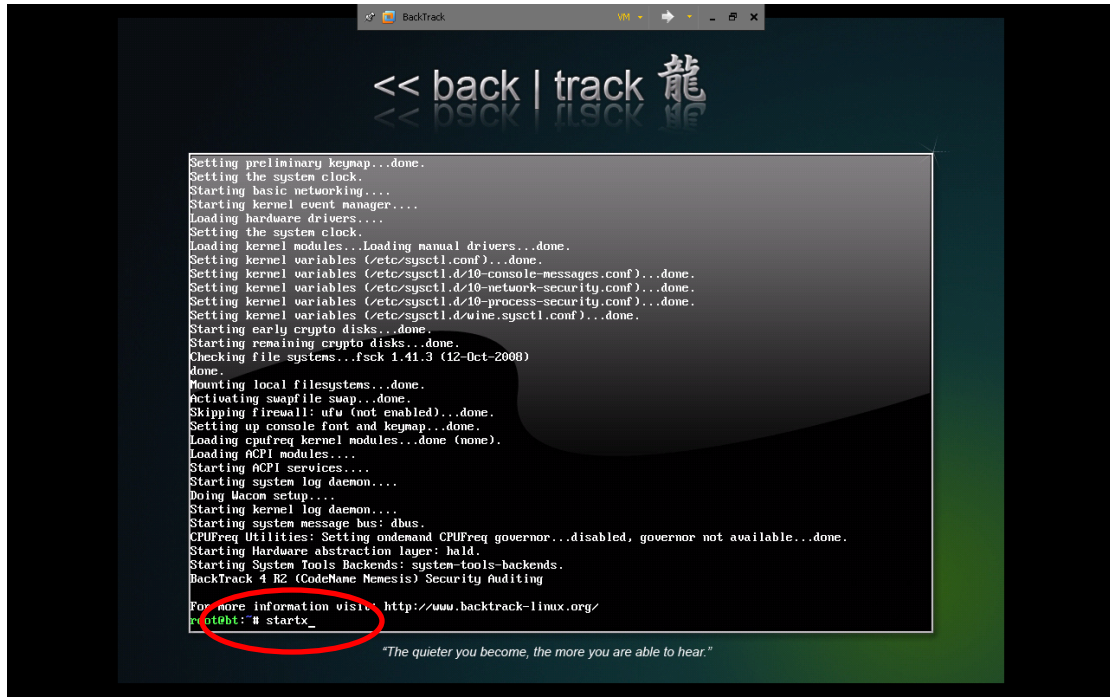 BackTrack
VM
<< back | track 龍
Setting preliminary keymap...done.
Setting the system clock.
Starting basic networking....
Starting kernel event manager....
Loading hardware drivers....
Setting the system clock.
Loading kernel modules...Loading manual drivers...done.
Setting kernel variables (/etc/sysctl.conf)...done.
Setting kernel variables (/etc/sysctl.d/10-console-messages.conf)...done.
Setting kernel variables (/etc/sysctl.d/10-network-security.conf)...done.
Setting kernel variables (/etc/sysctl.d/10-process-security.conf)...done.
Setting kernel variables (/etc/sysctl.d/wine.sysctl.conf)...done.
Starting early crypto disks...done.
Starting remaining crypto disks...done.
Checking file systems...fsck 1.41.3 (12-Oct-2008)
done.
Mounting local filesystems...done.
Activating swapfile swap...done.
Skipping firewall: ufw (not enabled)...done.
Setting up console font and keymap...done.
Loading cpufreq kernel modules...done (none).
Loading ACPI modules....
Starting ACPI services....
Starting system log daemon....
Doing Wacom setup....
Starting kernel log daemon....
Starting system message bus: dbus.
CPUFreq Utilities: Setting ondemand CPUFreq governor...disabled, governor not available...done.
Starting Hardware abstraction layer: hald.
Starting System Tools Backends: system-tools-backends.
BackTrack 4 R2 (CodeName Nemesis) Security Auditing
For more information visit: http://www.backtrack-linux.org/
root@bt:~# startx_
“The quieter you become, the more you are able to hear.”